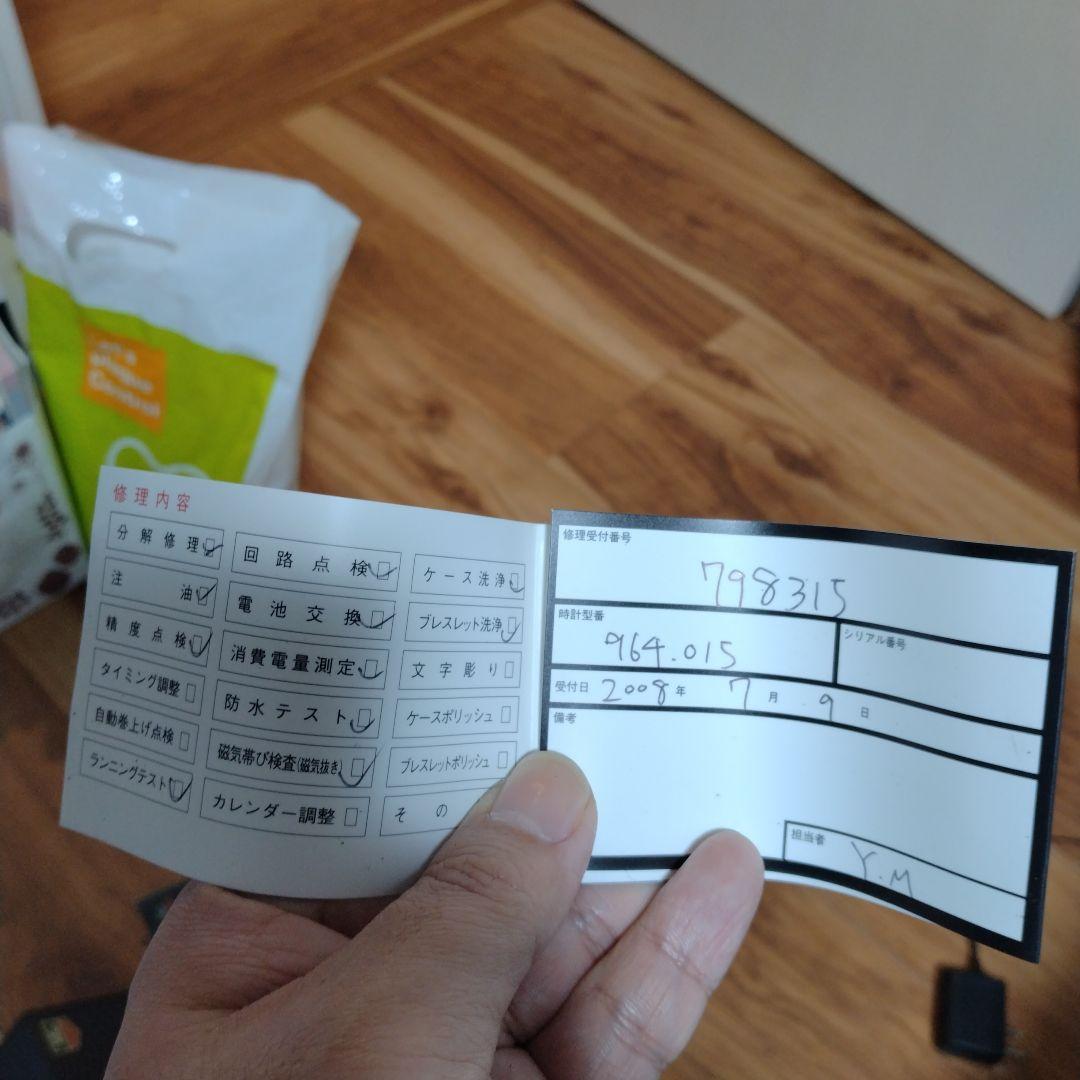 修理内容
分解修理
注油
精度点検
タイミング調整
自動巻上げ点検
ランニングテスト
回路点検
電池交換
消費電量測定
防水テスト
磁気帯び検査(磁気抜き)
カレンダー調整
ケース洗浄
ブレスレット洗浄
文字彫り
ケースポリッシュ
ブレスレットポリッシュ
その
修理受付番号
798315
時計型番
964.015
シリアル番号
受付日 2008年 7月 9日
備考
担当者
Y.M